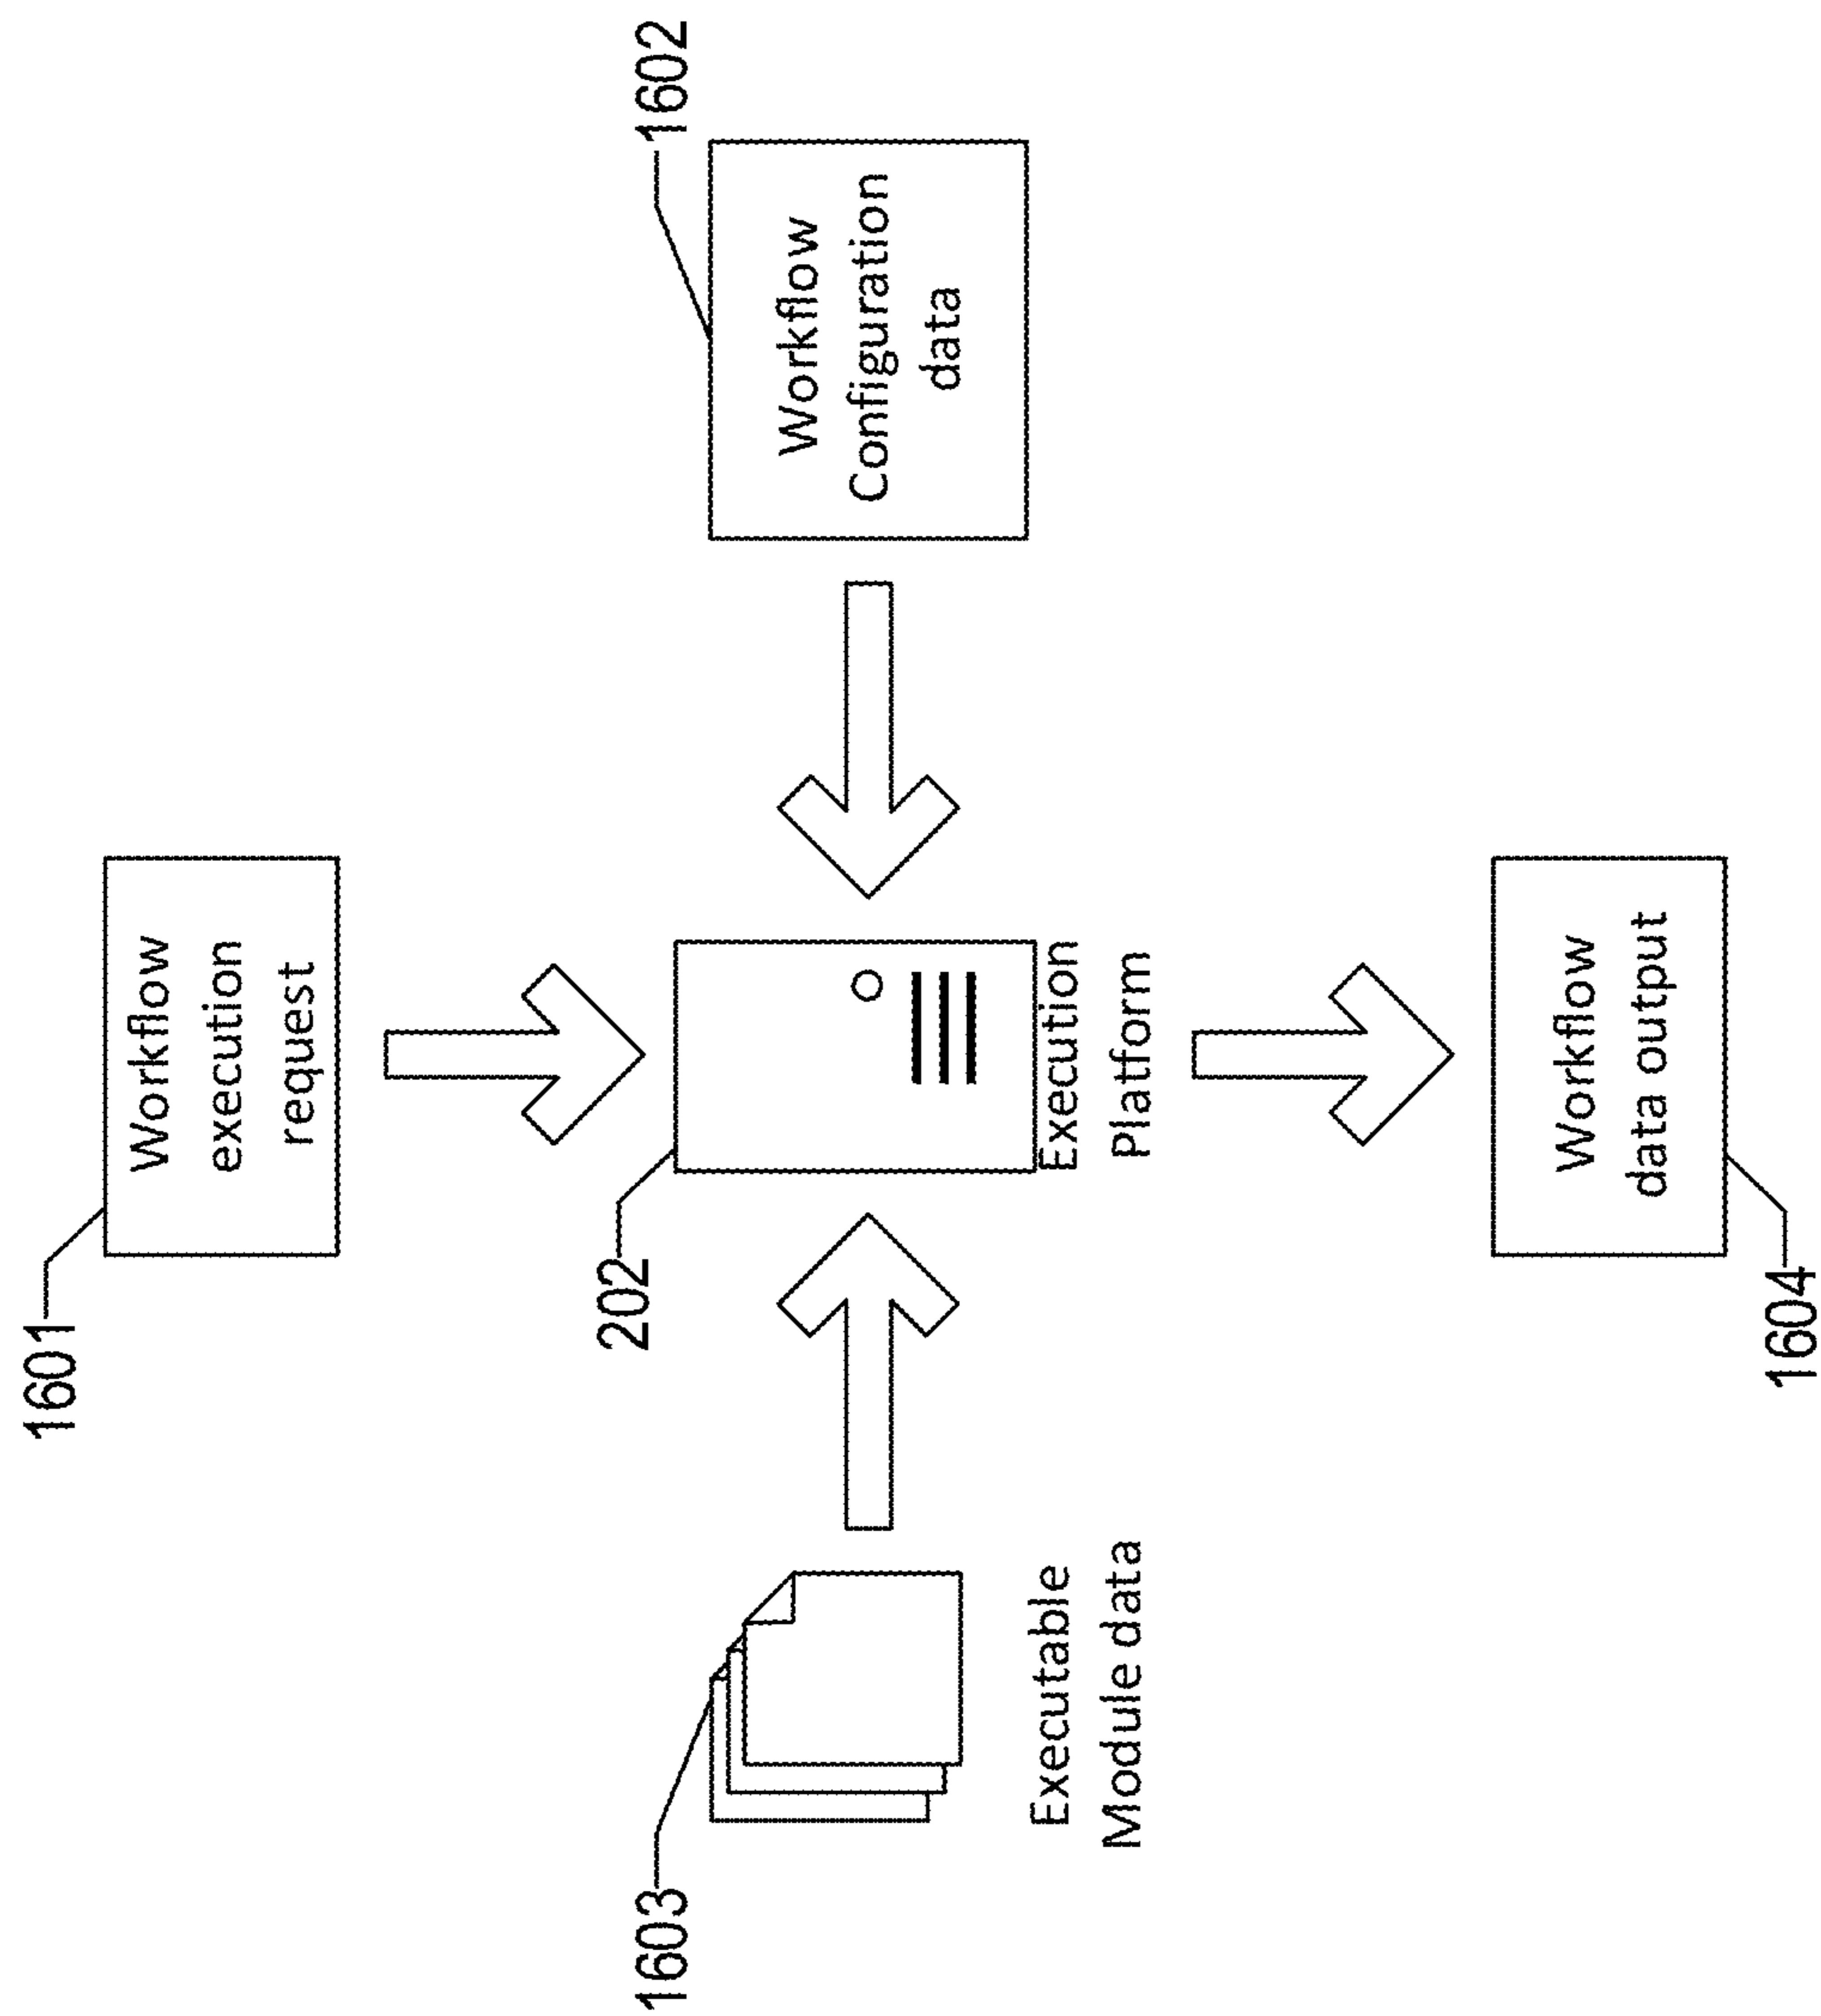 1601
Workflow
execution
request
1603
Executable
Module data
202
Execution
Platform
1602
Workflow
Configuration
data
Workflow
data output
1604